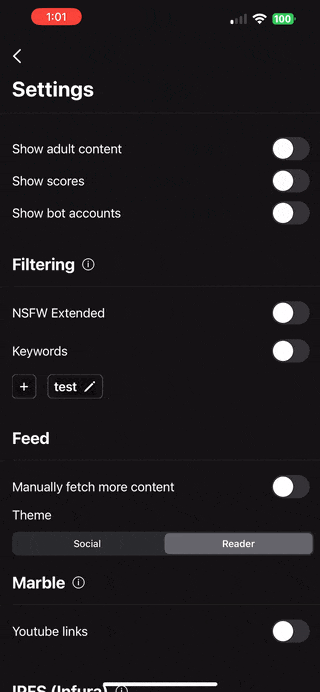 1:01
100
Settings
Show adult content
Show scores
Show bot accounts
Filtering
NSFW Extended
Keywords
+ test
Feed
Manually fetch more content
Theme
Social Reader
Marble
Youtube links
IPFS (Infura)